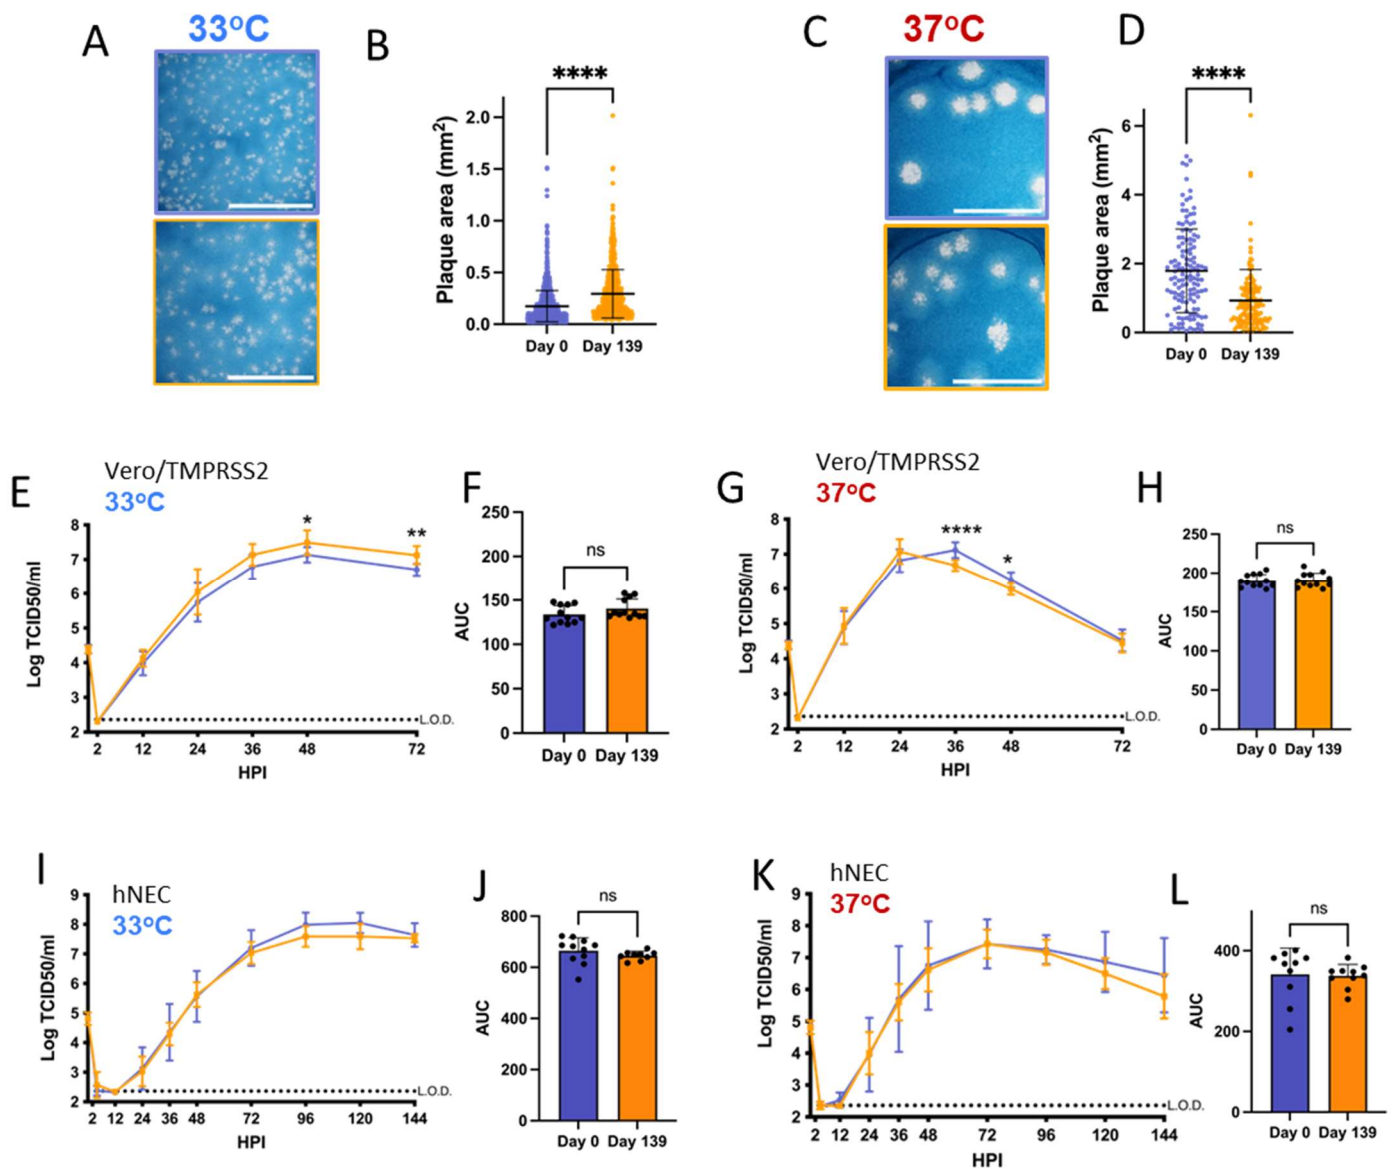 A
33°C
B
****
Plaque area (mm²)
2.0
1.5
1.0
0.5
0.0
Day 0 Day 139
C
37°C
D
****
Plaque area (mm²)
6
4
2
0
Day 0 Day 139
E
Vero/TMPRSS2
33°C
Log TCID50/ml
8
7
6
5
4
3
2
*
**
L.O.D.
2 12 24 36 48 72
HPI
F
AUC
250
200
150
100
50
0
ns
Day 0 Day 139
G
Vero/TMPRSS2
37°C
Log TCID50/ml
8
7
6
5
4
3
2
****
*
L.O.D.
2 12 24 36 48 72
HPI
H
AUC
250
200
150
100
50
0
ns
Day 0 Day 139
I
hNEC
33°C
Log TCID50/ml
9
8
7
6
5
4
3
2
L.O.D.
2 12 24 36 48 72 96 120 144
HPI
J
AUC
800
600
400
200
0
ns
Day 0 Day 139
K
hNEC
37°C
Log TCID50/ml
9
8
7
6
5
4
3
2
L.O.D.
2 12 24 36 48 72 96 120 144
HPI
L
AUC
400
200
0
ns
Day 0 Day 139